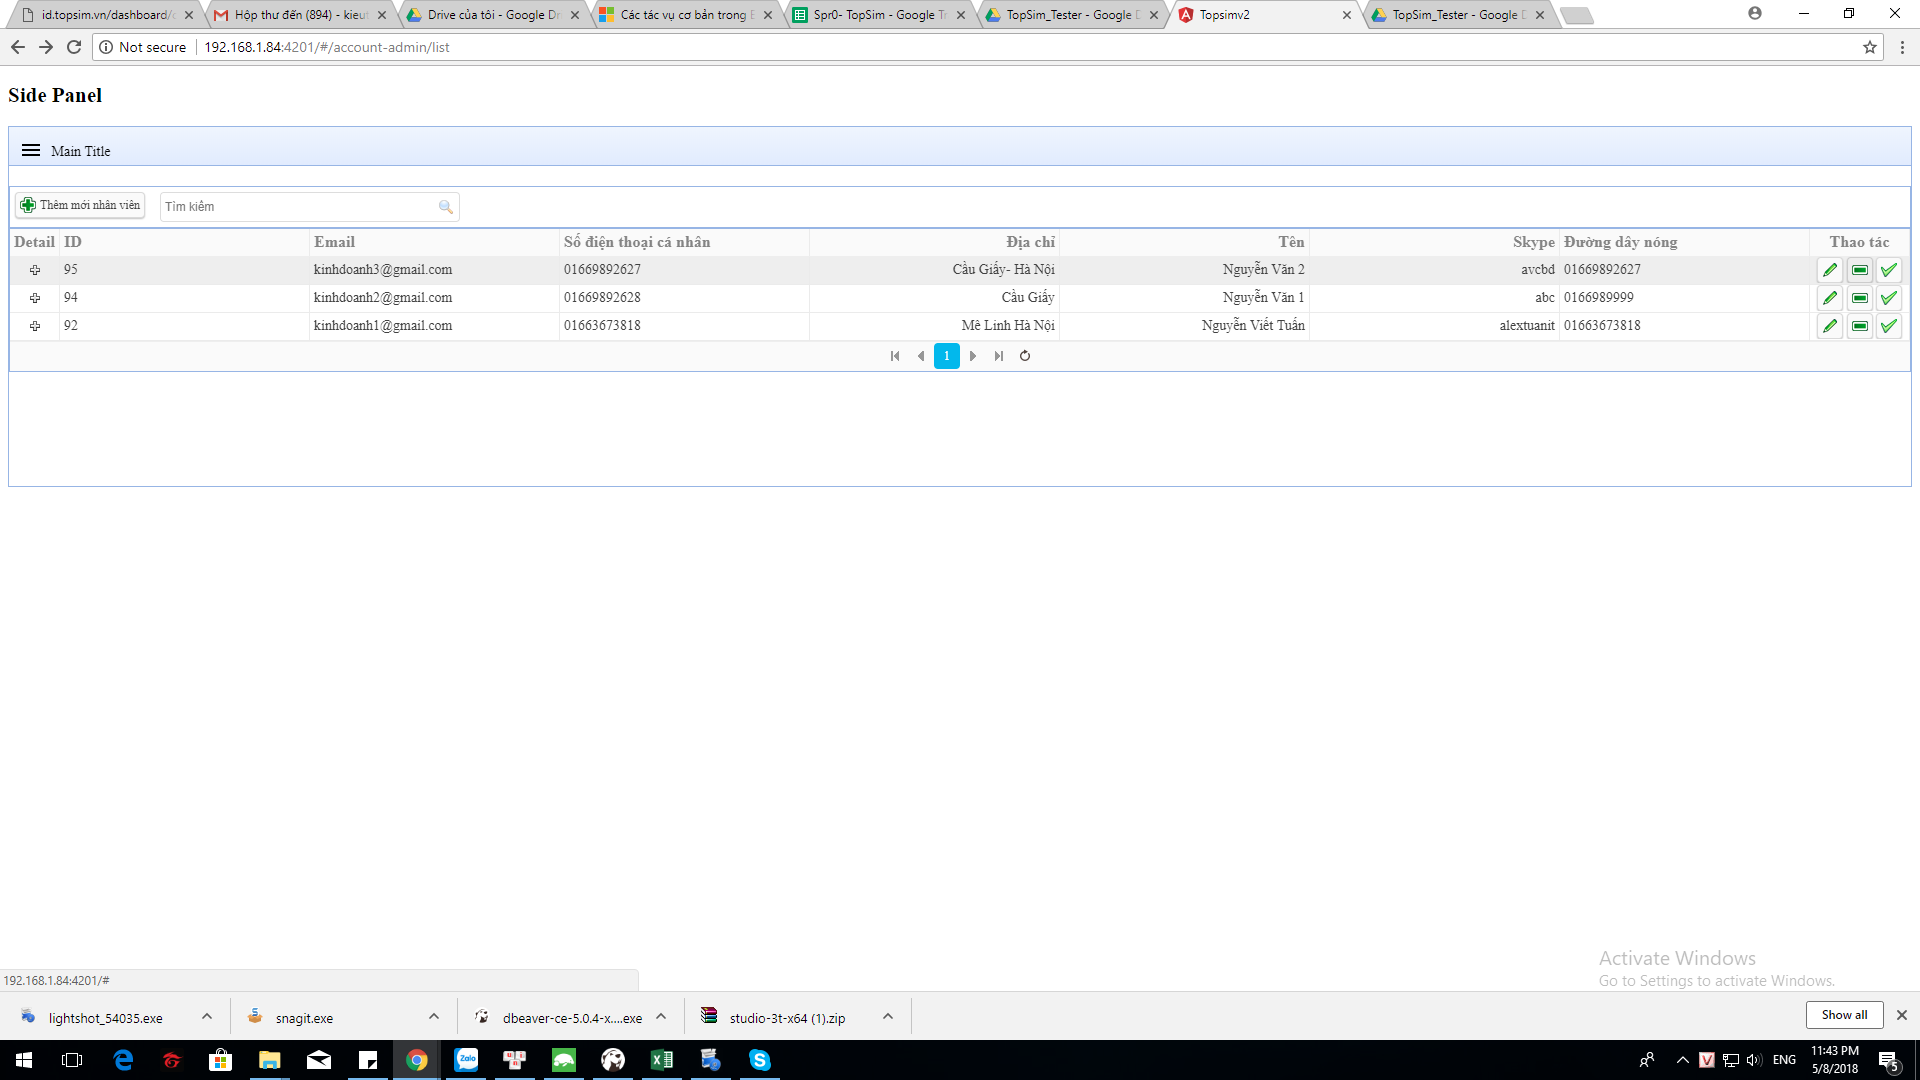 id.topsim.vn/dashboard/
Hộp thư đến (894) - kieut
Drive của tôi - Google Dr
Các tác vụ cơ bản trong E
Spr0- TopSim - Google Tr
TopSim_Tester - Google D
Topsimv2
TopSim_Tester - Google D
Not secure
192.168.1.84:4201/#/account-admin/list
Side Panel
Main Title
Thêm mới nhân viên
Tìm kiếm
Detail ID Email Số điện thoại cá nhân Địa chỉ Tên Skype Đường dây nóng Thao tác
95 kinhdoanh3@gmail.com 01669892627 Cầu Giấy- Hà Nội Nguyễn Văn 2 avcbd 01669892627
94 kinhdoanh2@gmail.com 01669892628 Cầu Giấy Nguyễn Văn 1 abc 0166989999
92 kinhdoanh1@gmail.com 01663673818 Mê Linh Hà Nội Nguyễn Viết Tuấn alextuanit 01663673818
1
Activate Windows
Go to Settings to activate Windows.
192.168.1.84:4201/#
lightshot_54035.exe
snagit.exe
dbeaver-ce-5.0.4-x....exe
studio-3t-x64 (1).zip
Show all
Zalo
V
ENG
11:43 PM
5/8/2018
5